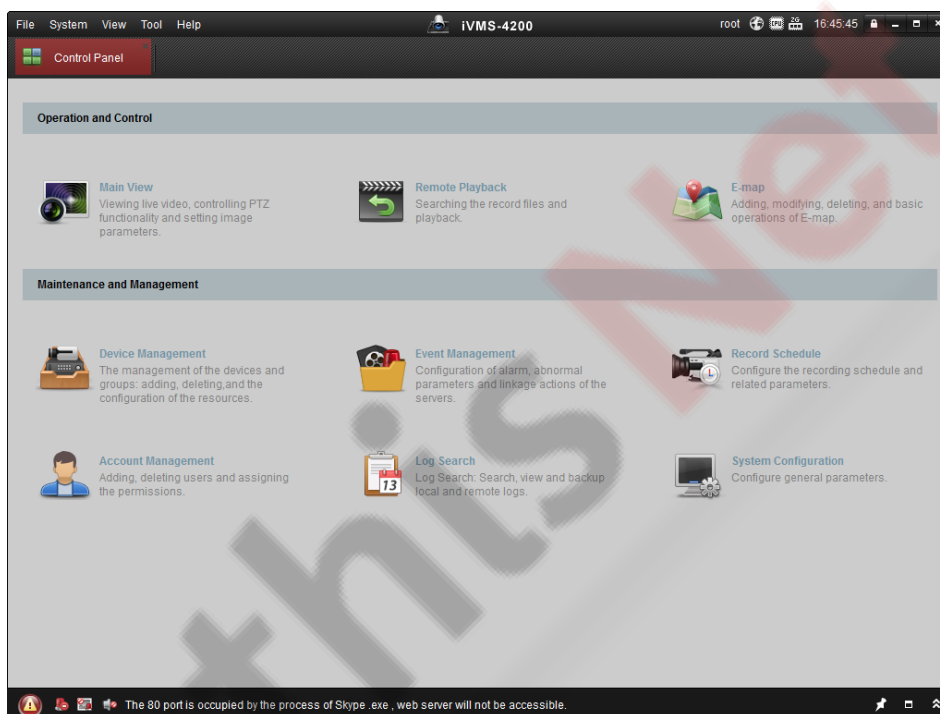 File System View Tool Help iVMS-4200 root CPU 2G 16:45:45
Control Panel
Operation and Control
Main View
Viewing live video, controlling PTZ
functionality and setting image
parameters.
Remote Playback
Searching the record files and
playback.
E-map
Adding, modifying, deleting, and basic
operations of E-map.
Maintenance and Management
Device Management
The management of the devices and
groups: adding, deleting,and the
configuration of the resources.
Event Management
Configuration of alarm, abnormal
parameters and linkage actions of the
servers.
Record Schedule
Configure the recording schedule and
related parameters.
Account Management
Adding, deleting users and assigning
the permissions.
13
Log Search
Log Search: Search, view and backup
local and remote logs.
System Configuration
Configure general parameters.
The 80 port is occupied by the process of Skype .exe , web server will not be accessible.
thisNet